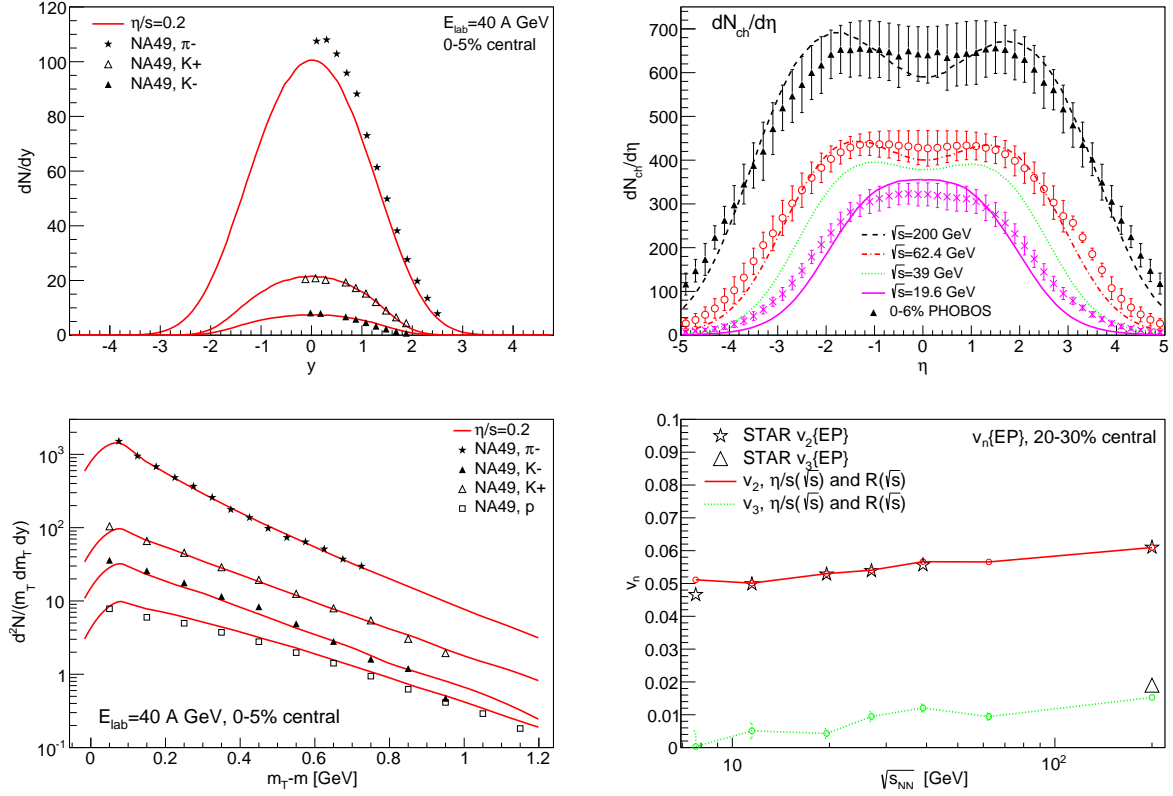 η/s=0.2
NA49, π-
NA49, K+
NA49, K-
E_lab=40 A GeV
0-5% central
dN/dy
0 20 40 60 80 100 120
-4 -2 0 2 4
y
dN_ch/dη
dN_ch/dη
0 100 200 300 400 500 600 700
√s=200 GeV
√s=62.4 GeV
√s=39 GeV
√s=19.6 GeV
0-6% PHOBOS
-5 -4 -3 -2 -1 0 1 2 3 4 5
η
η/s=0.2
NA49, π-
NA49, K-
NA49, K+
NA49, p
d²N/(m_T dm_T dy)
10³
10²
10
1
10⁻¹
E_lab=40 A GeV, 0-5% central
0 0.2 0.4 0.6 0.8 1 1.2
m_T-m [GeV]
STAR v₂{EP}
STAR v₃{EP}
v₂, η/s(√s) and R(√s)
v₃, η/s(√s) and R(√s)
v_n{EP}, 20-30% central
v_n
0 0.01 0.02 0.03 0.04 0.05 0.06 0.07 0.08 0.09 0.1
10 10²
√s_NN [GeV]